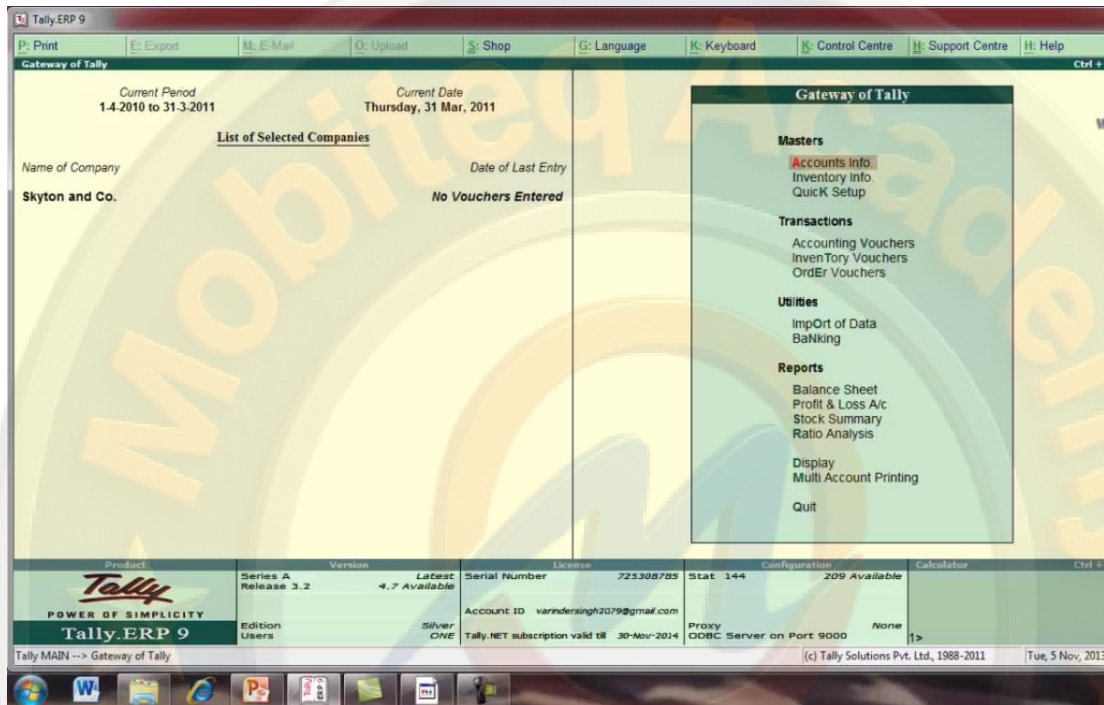 Tally.ERP 9
P: Print E: Export M: E-Mail O: Upload S: Shop G: Language K: Keyboard K: Control Centre H: Support Centre H: Help
Gateway of Tally Ctrl +
Current Period Current Date
1-4-2010 to 31-3-2011 Thursday, 31 Mar, 2011
List of Selected Companies
Name of Company Date of Last Entry
Skyton and Co. No Vouchers Entered
Gateway of Tally
Masters
Accounts Info.
Inventory Info.
QuicK Setup
Transactions
Accounting Vouchers
InvenTory Vouchers
OrdEr Vouchers
Utilities
ImpOrt of Data
BaNking
Reports
Balance Sheet
Profit & Loss A/c
Stock Summary
Ratio Analysis
Display
Multi Account Printing
Quit
Mobiteq Academics
Product Version License Configuration Calculator Ctrl +
Tally
POWER OF SIMPLICITY
Tally.ERP 9
Series A Latest
Release 3.2 4.7 Available
Edition Silver
Users ONE
Serial Number 725308785
Account ID varindersingh2079@gmail.com
Tally.NET subscription valid till 30-Nov-2014
Stat 144 209 Available
Proxy None
ODBC Server on Port 9000
1>
Tally MAIN --> Gateway of Tally (c) Tally Solutions Pvt. Ltd., 1988-2011 Tue, 5 Nov, 2013